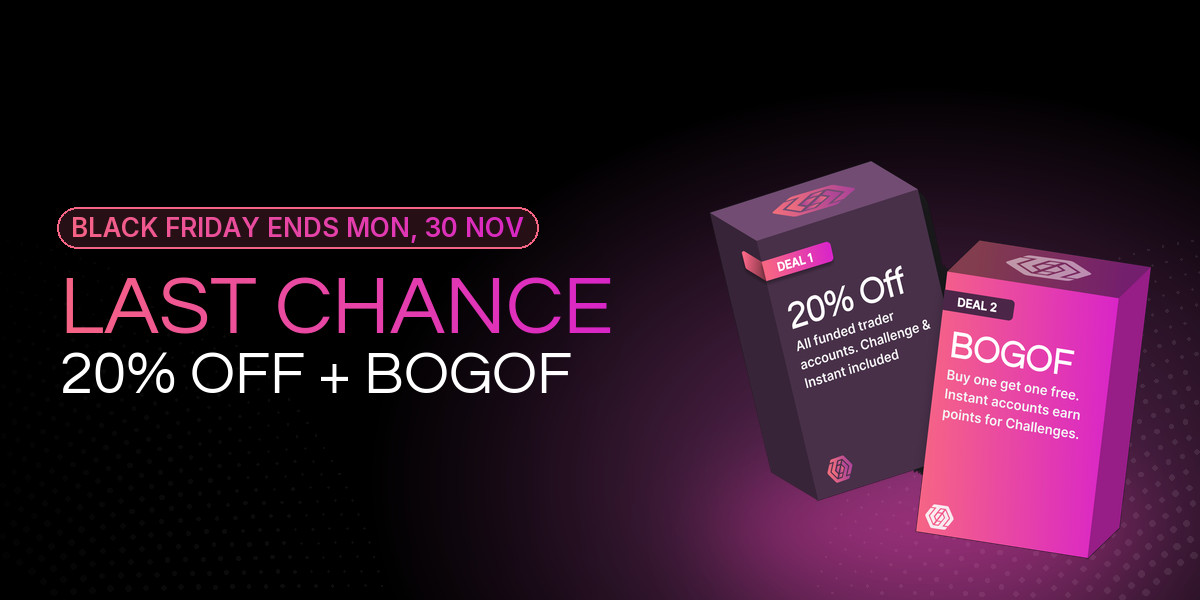 BLACK FRIDAY ENDS MON, 30 NOV
LAST CHANCE
20% OFF + BOGOF
DEAL 1
20% Off
All funded trader
accounts. Challenge &
Instant included
DEAL 2
BOGOF
Buy one get one free.
Instant accounts earn
points for Challenges.